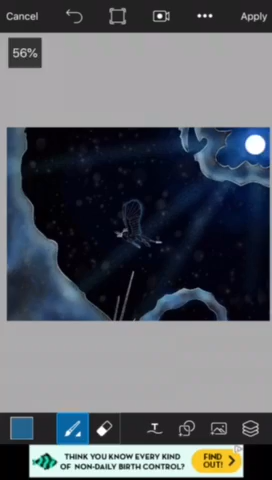 Cancel
Apply
56%
THINK YOU KNOW EVERY KIND
OF NON-DAILY BIRTH CONTROL?
FIND
OUT!